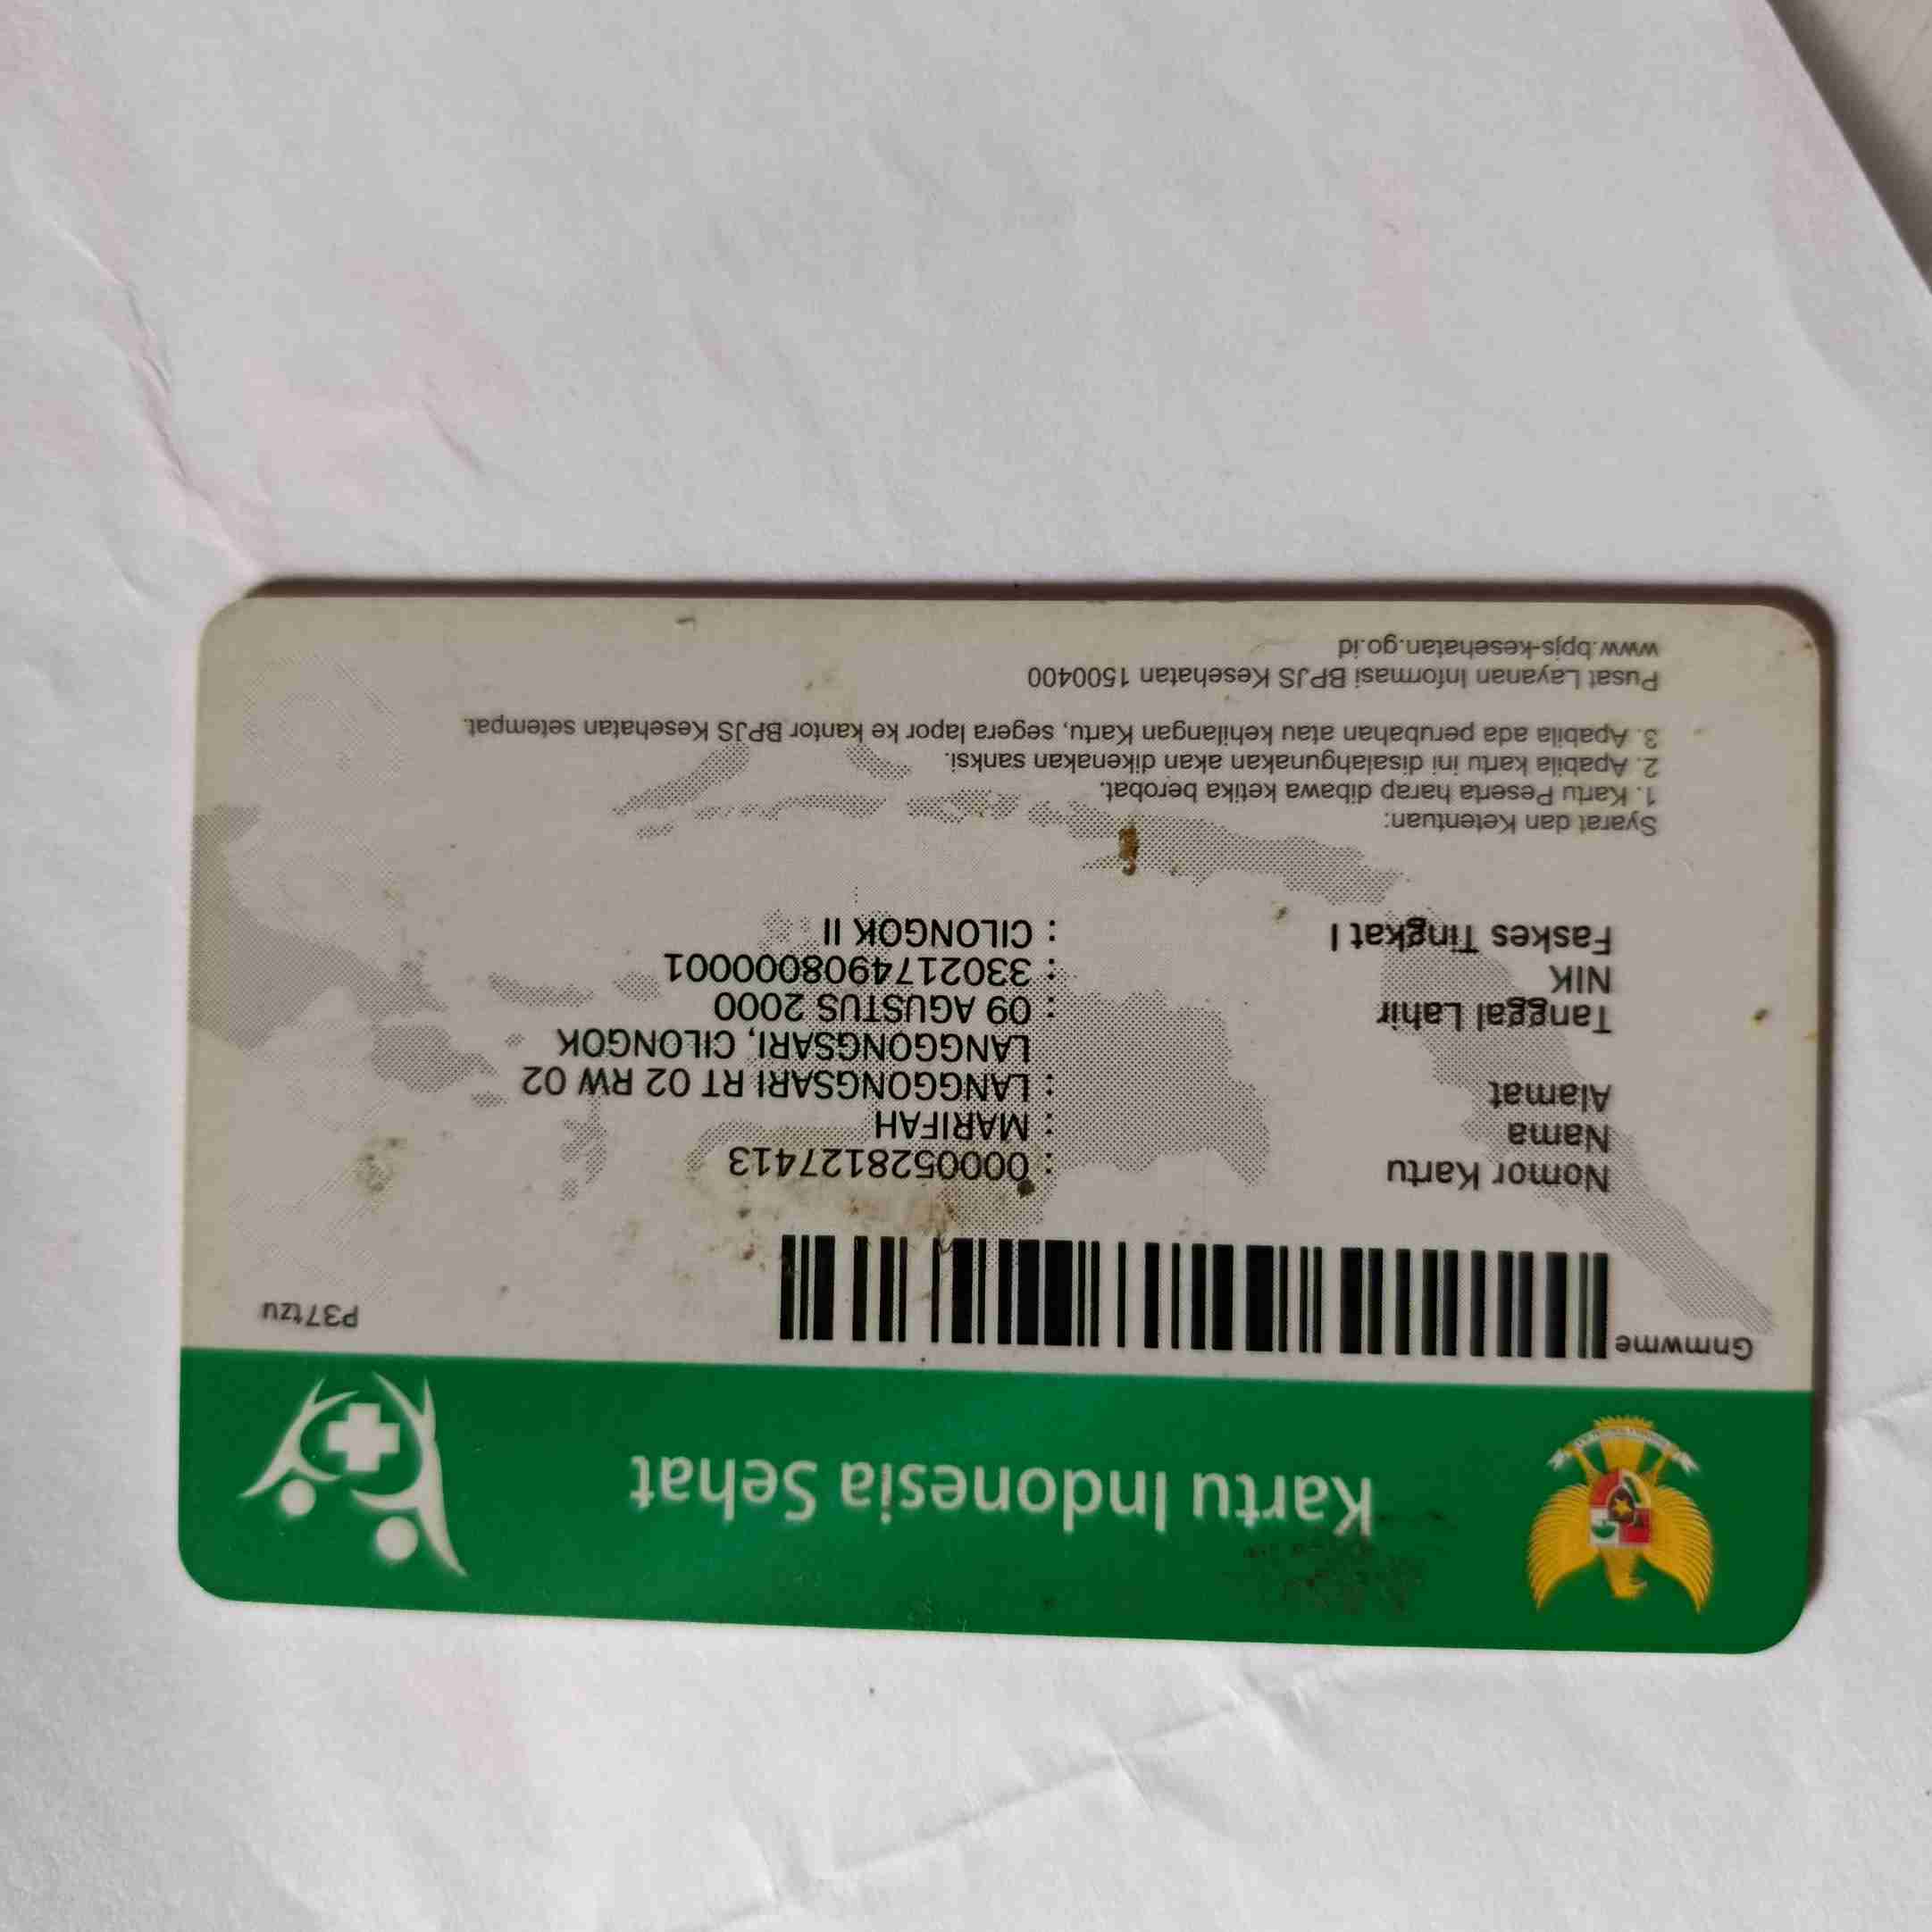 Kartu Indonesia Sehat
Gnmwme
P37tzu
Nomor Kartu : 0000528127413
Nama : MARIFAH
Alamat : LANGGONGSARI RT 02 RW 02
LANGGONGSARI, CILONGOK
Tanggal Lahir : 09 AGUSTUS 2000
NIK : 3302174908000001
Faskes Tingkat I : CILONGOK II
Syarat dan Ketentuan:
1. Kartu Peserta harap dibawa ketika berobat.
2. Apabila kartu ini disalahgunakan akan dikenakan sanksi.
3. Apabila ada perubahan atau kehilangan Kartu, segera lapor ke kantor BPJS Kesehatan setempat.
Pusat Layanan Informasi BPJS Kesehatan 1500400
www.bpjs-kesehatan.go.id